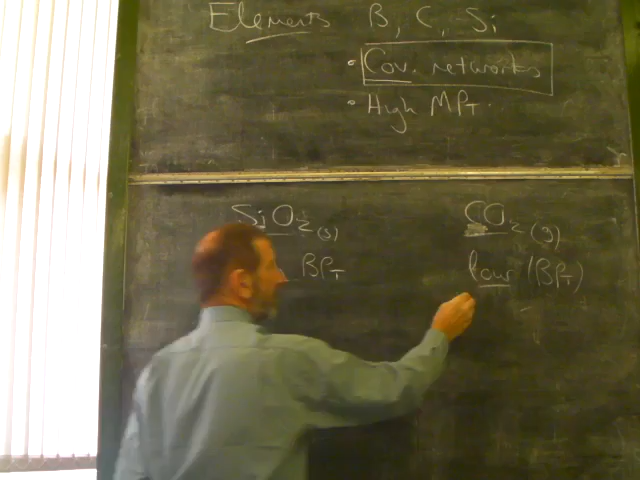 Elements B, C, Si
• Cov. networks
• High MPT.
SiO2(s) CO2(g)
BPT low (BPT)